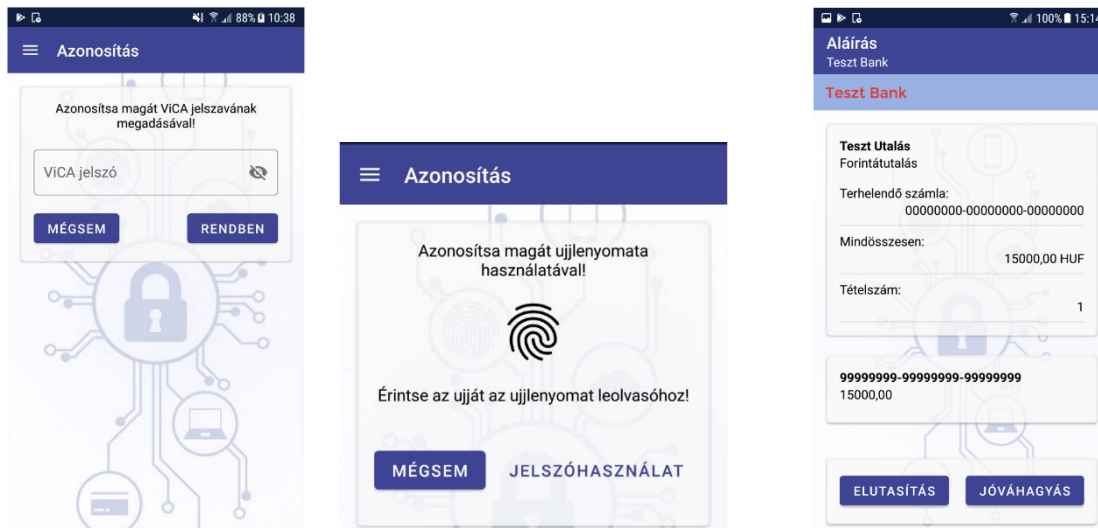 88% 10:38
Azonosítás
Azonosítsa magát ViCA jelszavának
megadásával!
ViCA jelszó
MÉGSEM
RENDBEN
Azonosítás
Azonosítsa magát ujjlenyomata
használatával!
Érintse az ujját az ujjlenyomat leolvasóhoz!
MÉGSEM
JELSZÓHASZNÁLAT
100% 15:14
Aláírás
Teszt Bank
Teszt Bank
Teszt Utalás
Forintátutalás
Terhelendő számla:
00000000-00000000-00000000
Mindösszesen:
15000,00 HUF
Tételszám:
1
99999999-99999999-99999999
15000,00
ELUTASÍTÁS
JÓVÁHAGYÁS